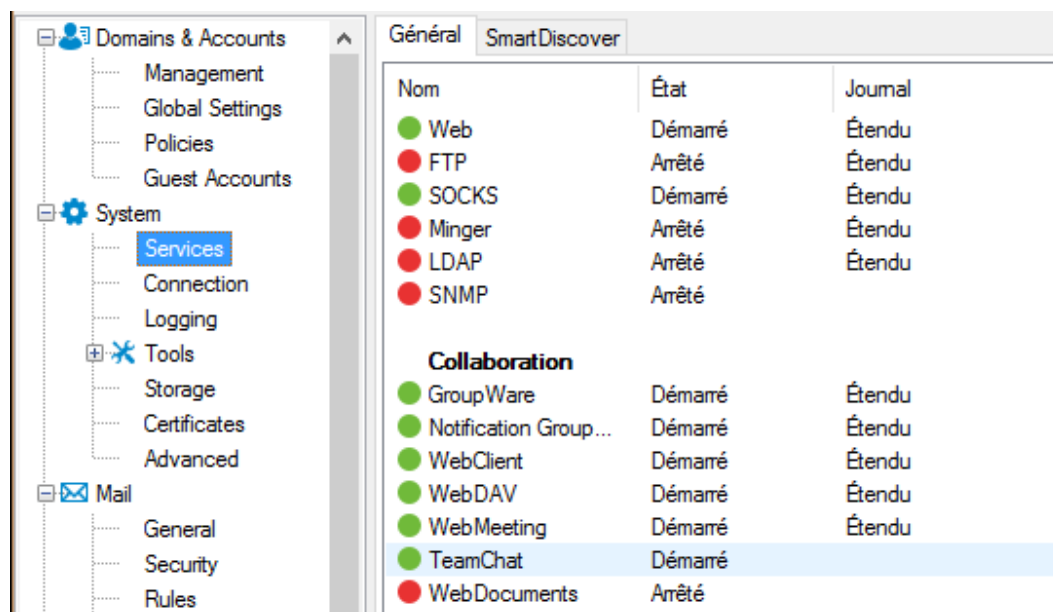 Domains & Accounts
Management
Global Settings
Policies
Guest Accounts
System
Services
Connection
Logging
Tools
Storage
Certificates
Advanced
Mail
General
Security
Rules
Général SmartDiscover
Nom État Journal
Web Démarré Étendu
FTP Arrêté Étendu
SOCKS Démarré Étendu
Minger Arrêté Étendu
LDAP Arrêté Étendu
SNMP Arrêté
Collaboration
GroupWare Démarré Étendu
Notification Group... Démarré Étendu
WebClient Démarré Étendu
WebDAV Démarré Étendu
WebMeeting Démarré Étendu
TeamChat Démarré
WebDocuments Arrêté